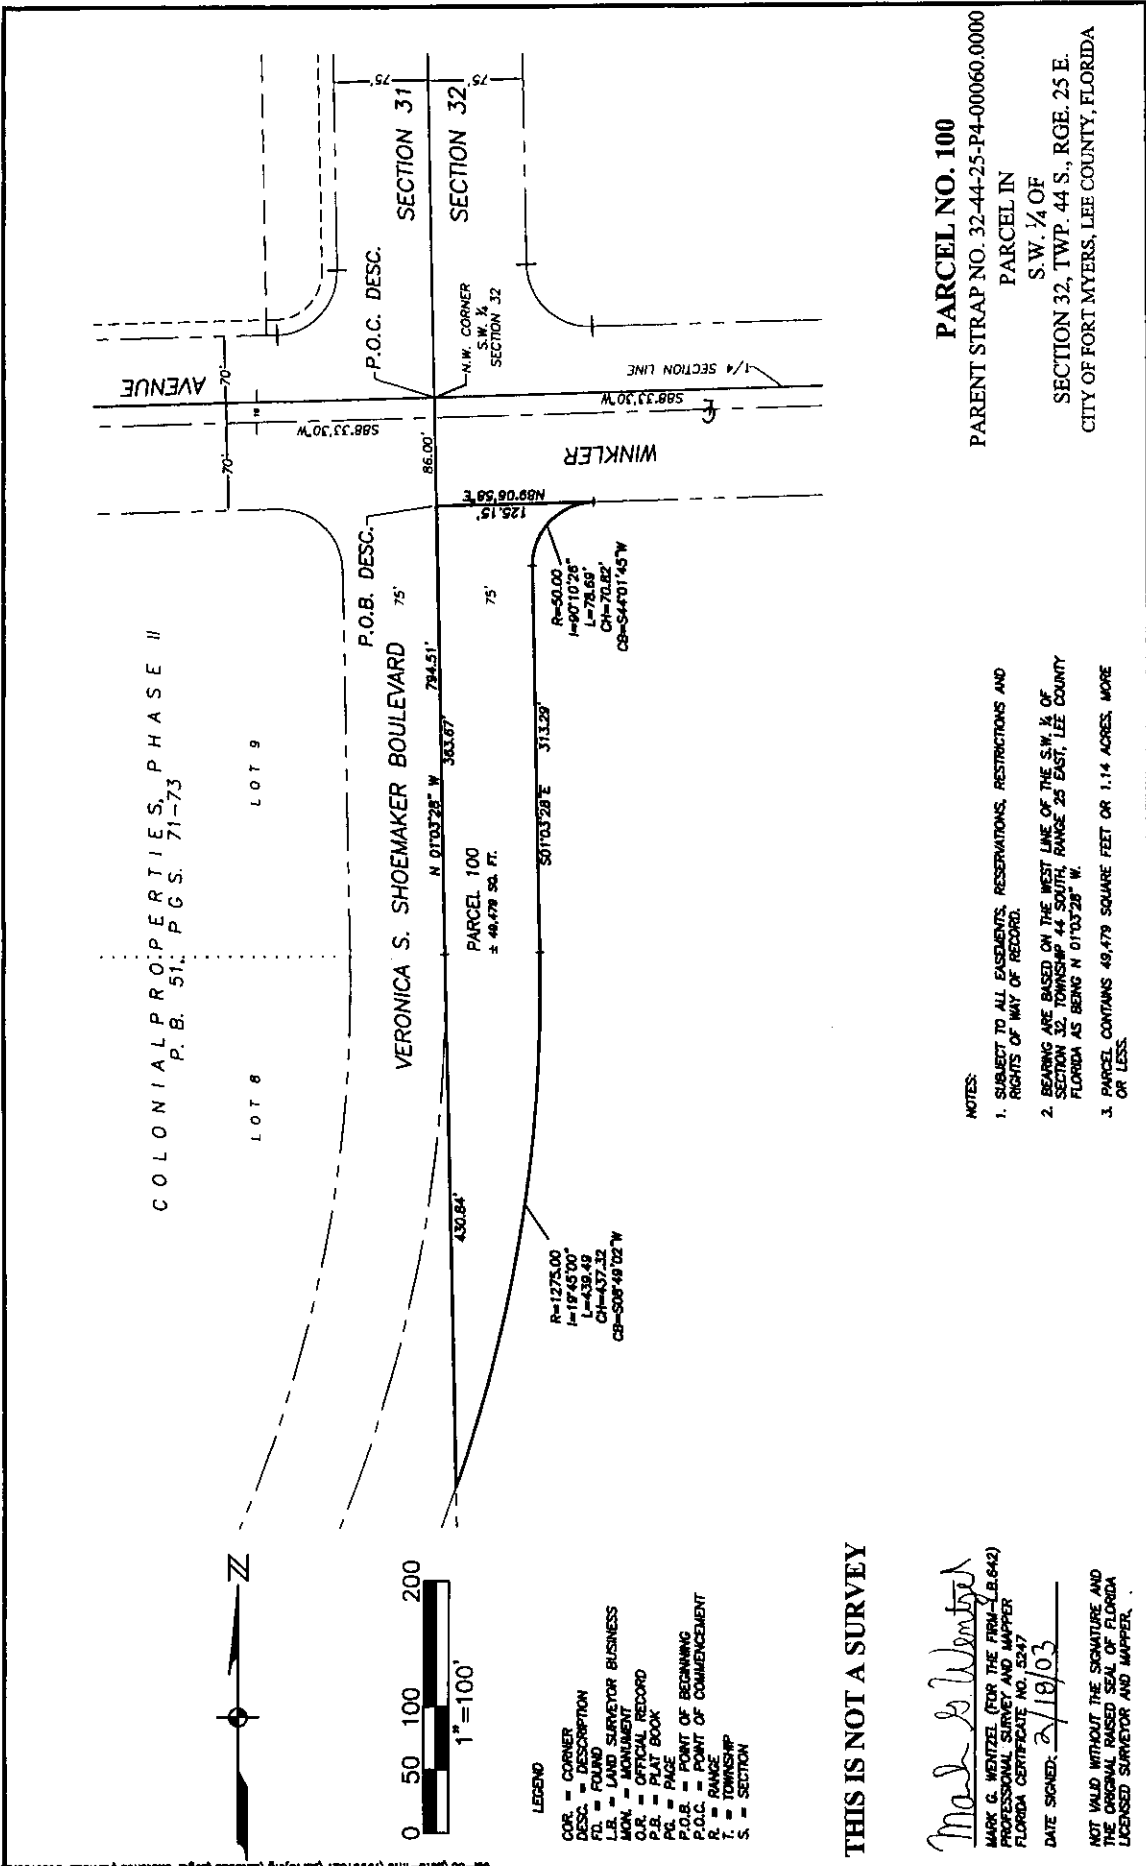 COLONIAL PROPERTIES, PHASE II
P. B. 51, PGS. 71-73
LOT 8
LOT 9
AVENUE
70'
70'
S88°33'30"W
75'
75'
SECTION 31
SECTION 32
P.O.C. DESC.
N.W. CORNER
S.W. ¼
SECTION 32
86.00'
1/4 SECTION LINE
S88°33'30"W
WINKLER
P.O.B. DESC.
N89°06'58"E
125.15'
VERONICA S. SHOEMAKER BOULEVARD
75'
75'
794.51'
N 01°03'28" W
363.67'
430.84'
PARCEL 100
± 49,479 SQ. FT.
S01°03'28"E
313.29'
R=50.00
I=90°10'26"
L=78.69'
CH=70.82'
CB=S44°01'45"W
R=1275.00
I=19°45'00"
L=439.49
CH=437.32
CB=S08°49'02"W
N
0 50 100 200
1"=100'
LEGEND
COR. = CORNER
DESC. = DESCRIPTION
FD. = FOUND
L.B. = LAND SURVEYOR BUSINESS
MON. = MONUMENT
O.R. = OFFICIAL RECORD
P.B. = PLAT BOOK
PG. = PAGE
P.O.B. = POINT OF BEGINNING
P.O.C. = POINT OF COMMENCEMENT
R. = RANGE
T. = TOWNSHIP
S. = SECTION
THIS IS NOT A SURVEY
Mark G. Wentzel
MARK G. WENTZEL (FOR THE FIRM-L.B.642)
PROFESSIONAL SURVEY AND MAPPER
FLORIDA CERTIFICATE NO. 5247
DATE SIGNED: 2/18/03
NOT VALID WITHOUT THE SIGNATURE AND
THE ORIGINAL RAISED SEAL OF FLORIDA
LICENSED SURVEYOR AND MAPPER.
NOTES:
1. SUBJECT TO ALL EASEMENTS, RESERVATIONS, RESTRICTIONS AND
RIGHTS OF WAY OF RECORD.
2. BEARING ARE BASED ON THE WEST LINE OF THE S.W. ¼ OF
SECTION 32, TOWNSHIP 44 SOUTH, RANGE 25 EAST, LEE COUNTY
FLORIDA AS BEING N 01°03'28" W.
3. PARCEL CONTAINS 49,479 SQUARE FEET OR 1.14 ACRES, MORE
OR LESS.
PARCEL NO. 100
PARENT STRAP NO. 32-44-25-P4-00060.0000
PARCEL IN
S.W. ¼ OF
SECTION 32, TWP. 44 S., RGE. 25 E.
CITY OF FORT MYERS, LEE COUNTY, FLORIDA